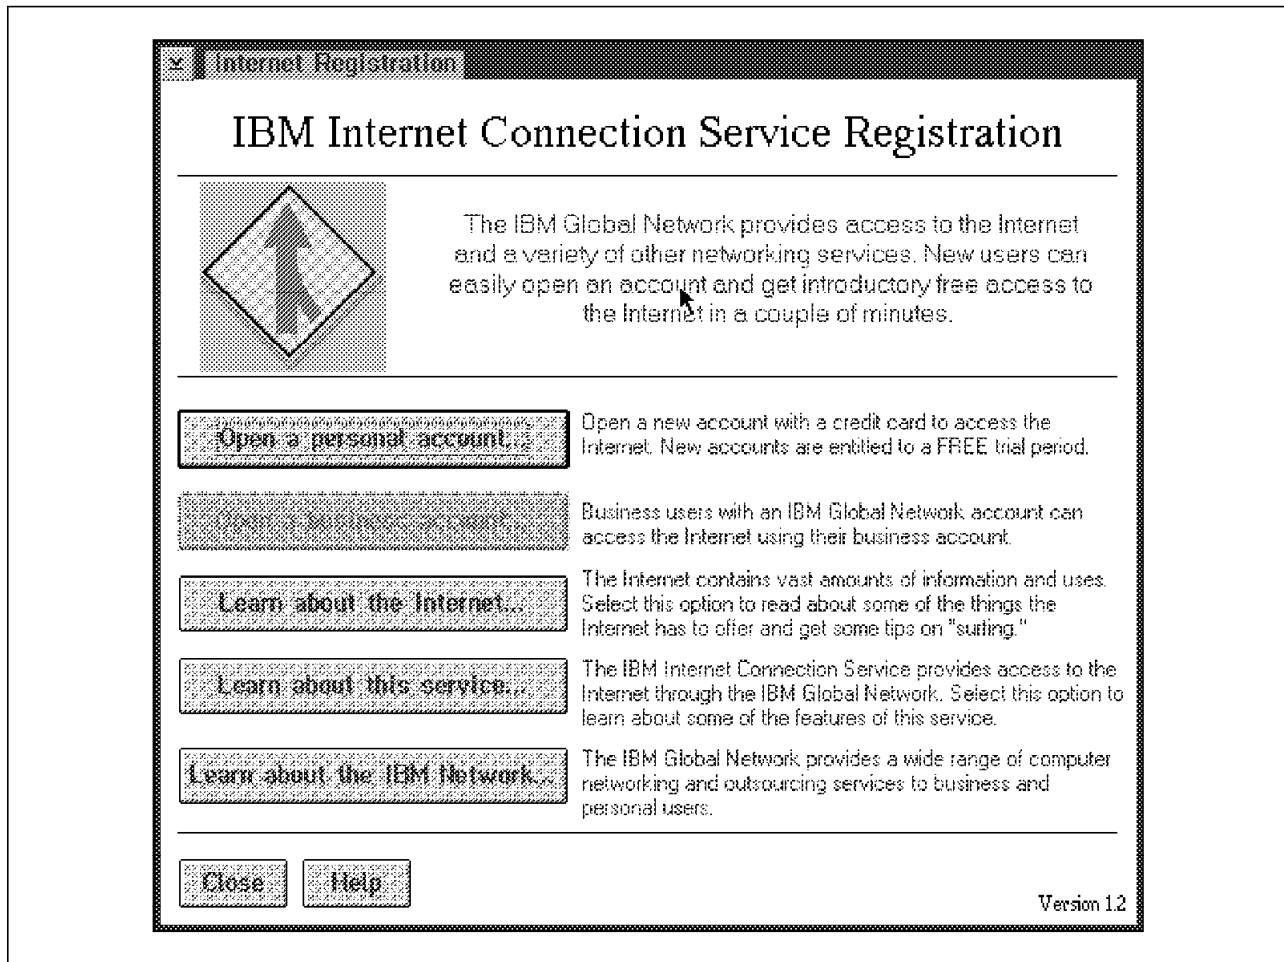 Internet Registration
IBM Internet Connection Service Registration
The IBM Global Network provides access to the Internet
and a variety of other networking services. New users can
easily open an account and get introductory free access to
the Internet in a couple of minutes.
Open a personal account...
Open a new account with a credit card to access the
Internet. New accounts are entitled to a FREE trial period.
Open a business account...
Business users with an IBM Global Network account can
access the Internet using their business account.
Learn about the Internet...
The Internet contains vast amounts of information and uses.
Select this option to read about some of the things the
Internet has to offer and get some tips on "surfing."
Learn about this service...
The IBM Internet Connection Service provides access to the
Internet through the IBM Global Network. Select this option to
learn about some of the features of this service.
Learn about the IBM Network...
The IBM Global Network provides a wide range of computer
networking and outsourcing services to business and
personal users.
Close
Help
Version 1.2